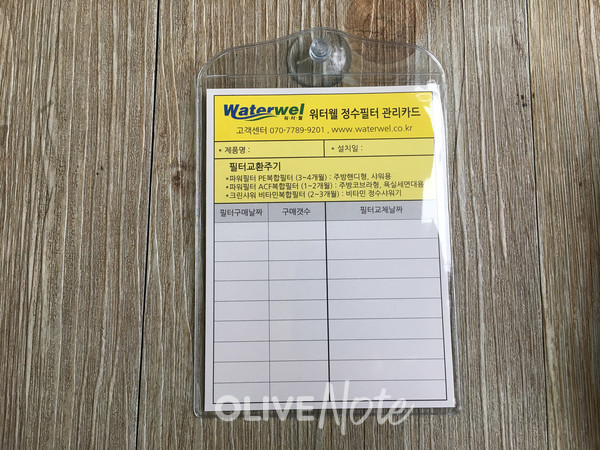 Waterwel 워터웰 워터웰 정수필터 관리카드
고객센터 070-7789-9201 , www.waterwel.co.kr
• 제품명 : • 설치일 :
필터교환주기
•파워필터 PE복합필터 (3~4개월) : 주방핸디형, 샤워용
•파워필터 ACF복합필터 (1~2개월) : 주방코브라형, 욕실세면대용
•크린샤워 비타민복합필터 (2~3개월) : 비타민 정수샤워기
필터구매날짜 구매갯수 필터교체날짜
OLIVE Note